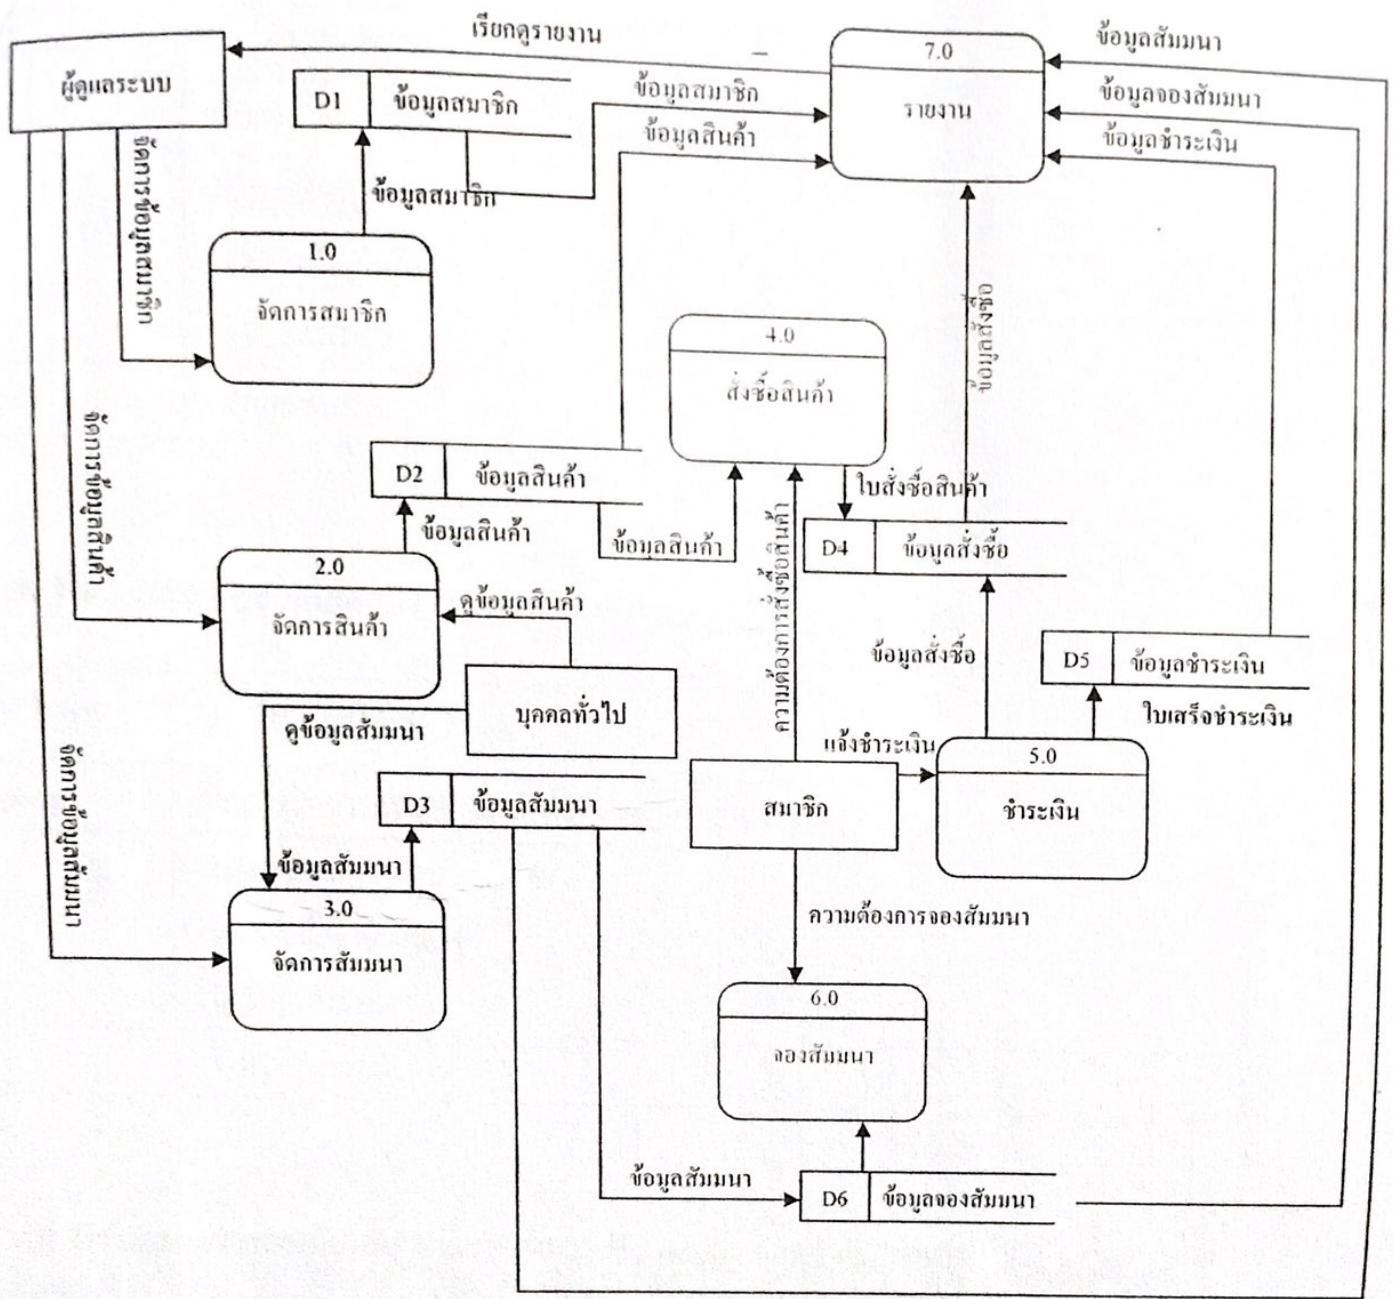 เรียกดูรายงาน
ข้อมูลสัมมนา
7.0
ผู้ดูแลระบบ
D1 ข้อมูลสมาชิก
ข้อมูลสมาชิก
ข้อมูลจองสัมมนา
รายงาน
ข้อมูลสินค้า
ข้อมูลชำระเงิน
จัดการข้อมูลสมาชิก
ข้อมูลสมาชิก
1.0
จัดการสมาชิก
ข้อมูลสั่งซื้อ
4.0
สั่งซื้อสินค้า
จัดการข้อมูลสินค้า
D2 ข้อมูลสินค้า
ใบสั่งซื้อสินค้า
ข้อมูลสินค้า
ข้อมูลสินค้า
D4 ข้อมูลสั่งซื้อ
2.0
จัดการสินค้า
ดูข้อมูลสินค้า
ความต้องการสั่งซื้อสินค้า
ข้อมูลสั่งซื้อ
D5 ข้อมูลชำระเงิน
บุคคลทั่วไป
ดูข้อมูลสัมมนา
ใบเสร็จชำระเงิน
แจ้งชำระเงิน
5.0
ชำระเงิน
จัดการข้อมูลสัมมนา
D3 ข้อมูลสัมมนา
สมาชิก
ข้อมูลสัมมนา
3.0
จัดการสัมมนา
ความต้องการจองสัมมนา
6.0
จองสัมมนา
ข้อมูลสัมมนา
D6 ข้อมูลจองสัมมนา